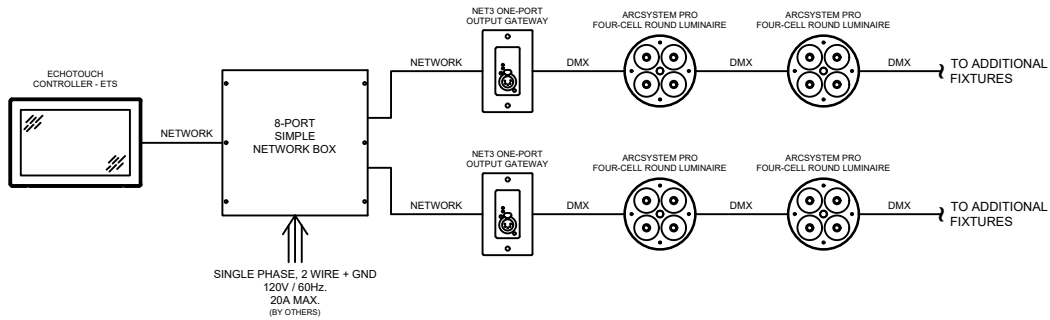 NET3 ONE-PORT
OUTPUT GATEWAY
ARCSYSTEM PRO
FOUR-CELL ROUND LUMINAIRE
ARCSYSTEM PRO
FOUR-CELL ROUND LUMINAIRE
NETWORK
DMX
DMX
DMX
TO ADDITIONAL
FIXTURES
ECHOTOUCH
CONTROLLER - ETS
NETWORK
8-PORT
SIMPLE
NETWORK BOX
NET3 ONE-PORT
OUTPUT GATEWAY
ARCSYSTEM PRO
FOUR-CELL ROUND LUMINAIRE
ARCSYSTEM PRO
FOUR-CELL ROUND LUMINAIRE
NETWORK
DMX
DMX
DMX
TO ADDITIONAL
FIXTURES
SINGLE PHASE, 2 WIRE + GND
120V / 60Hz.
20A MAX.
(BY OTHERS)